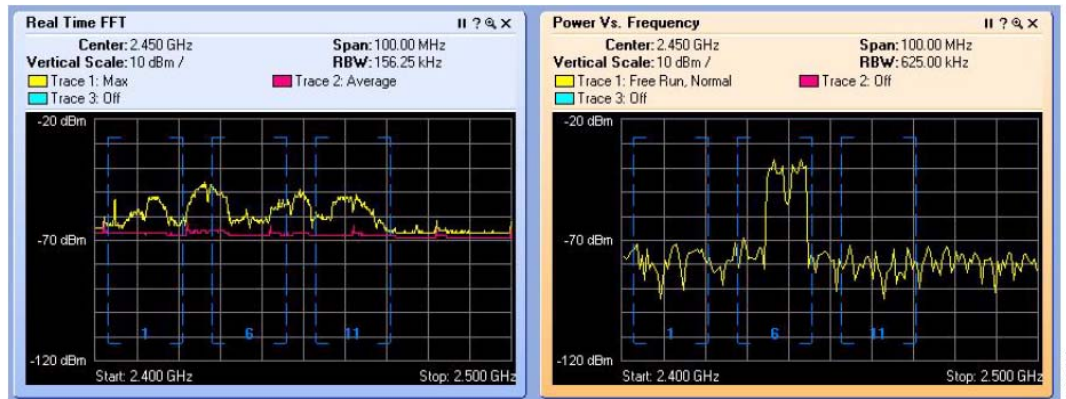 Real Time FFT
Center: 2.450 GHz Span: 100.00 MHz
Vertical Scale: 10 dBm / RBW: 156.25 kHz
Trace 1: Max Trace 2: Average
Trace 3: Off
-20 dBm
-70 dBm
1 6 11
-120 dBm
Start: 2.400 GHz Stop: 2.500 GHz
Power Vs. Frequency
Center: 2.450 GHz Span: 100.00 MHz
Vertical Scale: 10 dBm / RBW: 625.00 kHz
Trace 1: Free Run, Normal Trace 2: Off
Trace 3: Off
-20 dBm
-70 dBm
1 6 11
-120 dBm
Start: 2.400 GHz Stop: 2.500 GHz